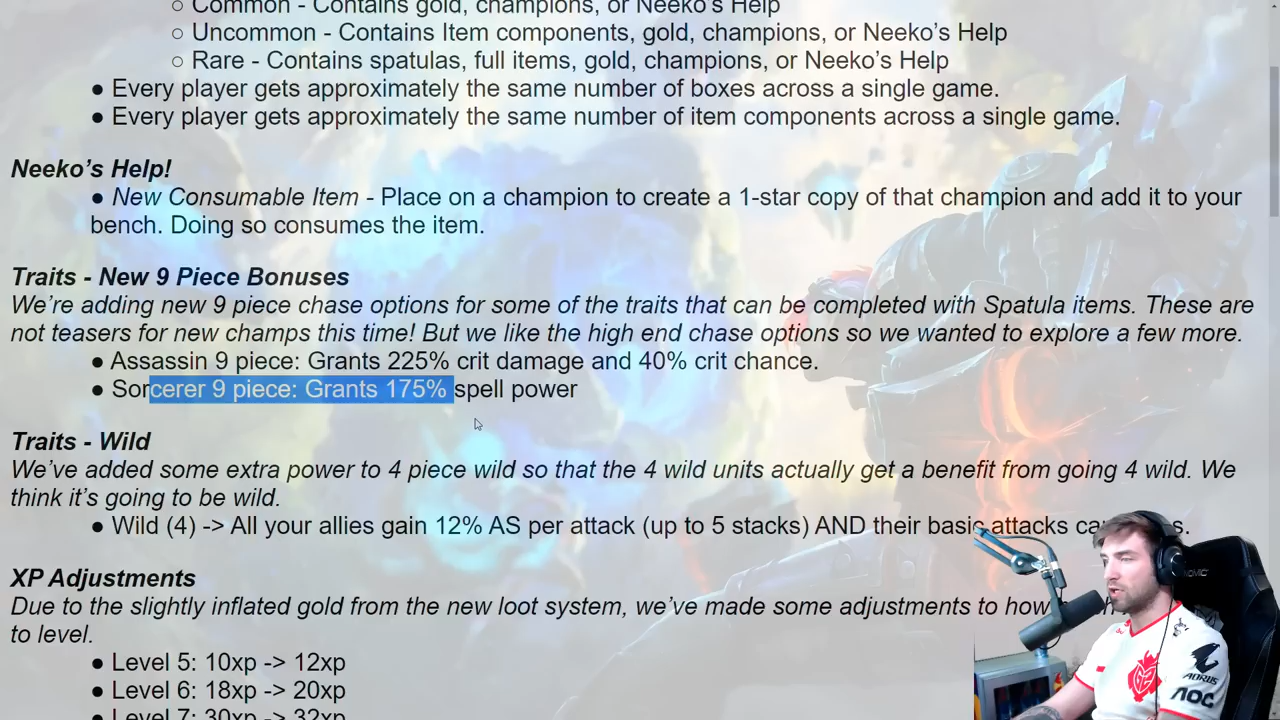 ○ Common - Contains gold, champions, or Neeko's Help
○ Uncommon - Contains Item components, gold, champions, or Neeko's Help
○ Rare - Contains spatulas, full items, gold, champions, or Neeko's Help
● Every player gets approximately the same number of boxes across a single game.
● Every player gets approximately the same number of item components across a single game.
Neeko's Help!
● New Consumable Item - Place on a champion to create a 1-star copy of that champion and add it to your
bench. Doing so consumes the item.
Traits - New 9 Piece Bonuses
We're adding new 9 piece chase options for some of the traits that can be completed with Spatula items. These are
not teasers for new champs this time! But we like the high end chase options so we wanted to explore a few more.
● Assassin 9 piece: Grants 225% crit damage and 40% crit chance.
● Sorcerer 9 piece: Grants 175% spell power
Traits - Wild
We've added some extra power to 4 piece wild so that the 4 wild units actually get a benefit from going 4 wild. We
think it's going to be wild.
● Wild (4) -> All your allies gain 12% AS per attack (up to 5 stacks) AND their basic attacks
XP Adjustments
Due to the slightly inflated gold from the new loot system, we've made some adjustments to how
to level.
● Level 5: 10xp -> 12xp
● Level 6: 18xp -> 20xp
● Level 7: 30xp -> 32xp
AORUS
AOC